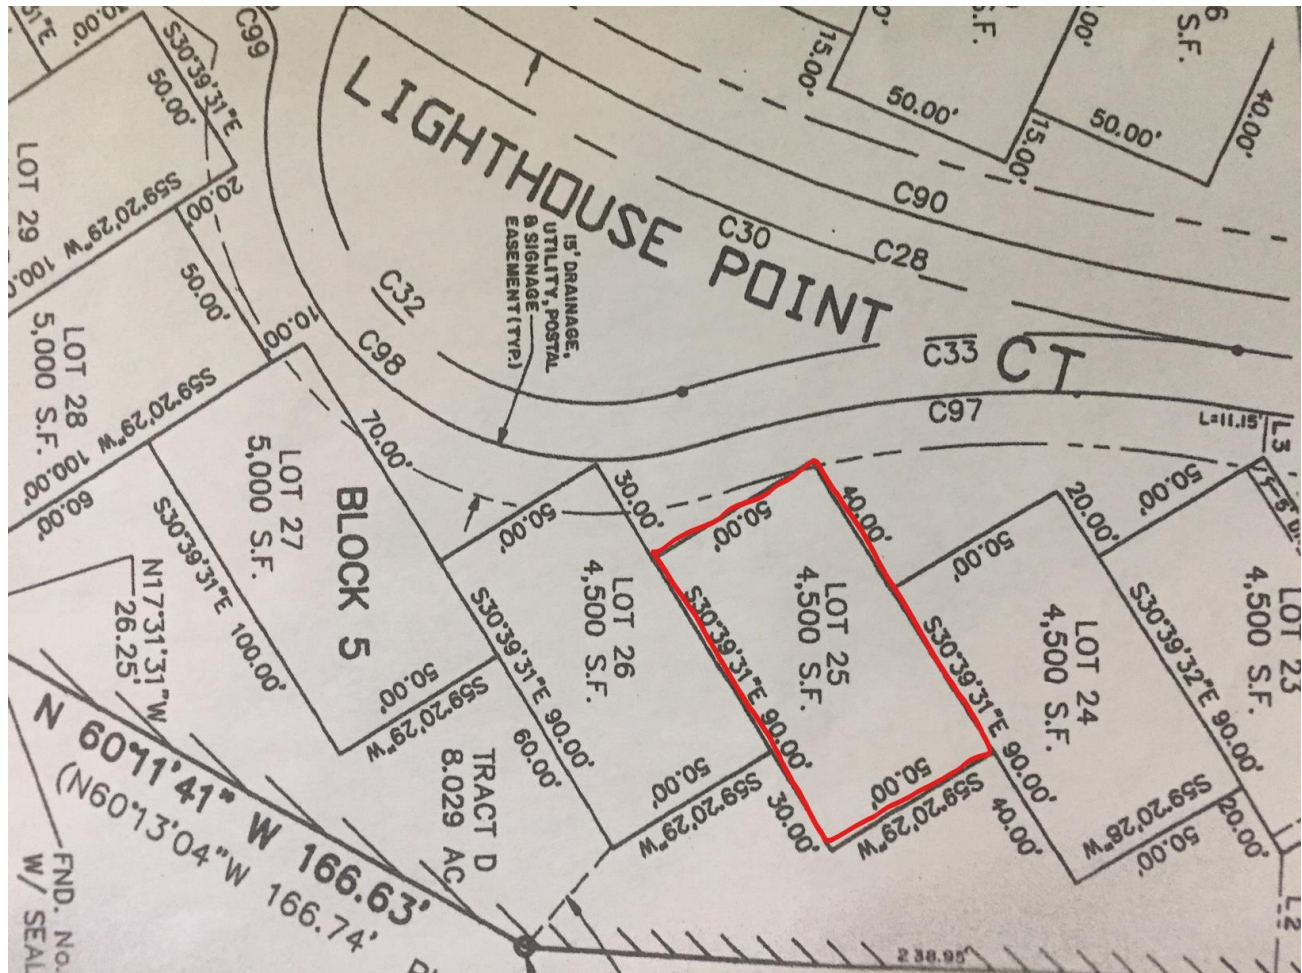 C99
S30°39'31"E
50.00'
LOT 29
S59°20'29"W
20.00'
LIGHTHOUSE POINT CT
15.00'
50.00'
15.00'
50.00'
40.00'
S.F.
6
S.F.
C90
C30
C28
C32
C33
C98
C97
15' DRAINAGE,
UTILITY, POSTAL
& SIGNAGE
EASEMENT (TYP.)
L=11.15'
L3
50.00'
10.00'
LOT 28
5,000 S.F.
S59°20'29"W
100.00'
60.00'
70.00'
LOT 27
5,000 S.F.
BLOCK 5
S30°39'31"E 100.00'
50.00'
S59°20'29"W
50.00'
30.00'
LOT 26
4,500 S.F.
S30°39'31"E 90.00'
60.00'
50.00'
S59°20'29"W
50.00'
40.00'
LOT 25
4,500 S.F.
S30°39'31"E 90.00'
30.00'
50.00'
S59°20'29"W
50.00'
20.00'
LOT 24
4,500 S.F.
S30°39'31"E 90.00'
40.00'
S59°20'28"W
50.00'
50.00'
LOT 23
4,500 S.F.
S30°39'32"E 90.00'
20.00'
L2
N17°31'31"W
26.25'
TRACT D
8.029 AC
N 60°11'41" W 166.63'
(N60°13'04"W 166.74'
FND. No.
W/ SEAL
238.95'